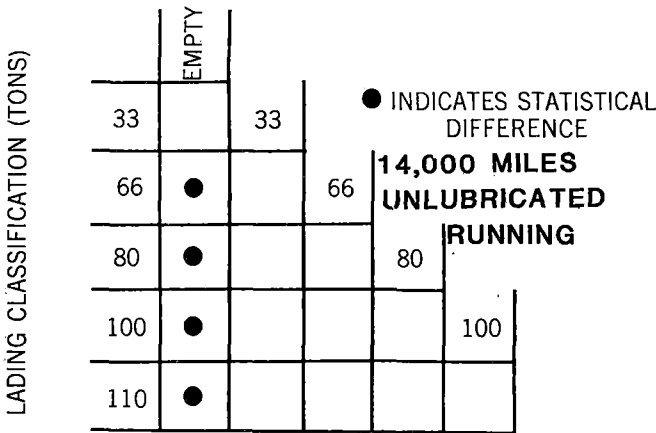 LADING CLASSIFICATION (TONS)
EMPTY
33 33
● INDICATES STATISTICAL
DIFFERENCE
66 66
14,000 MILES
UNLUBRICATED
RUNNING
80 80
100 100
110